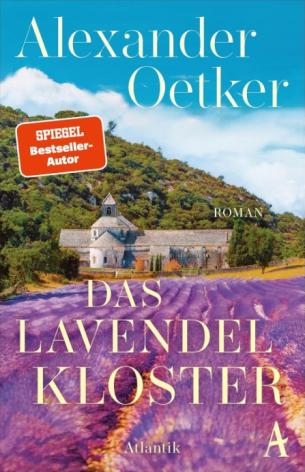 Alexander
Oetker
SPIEGEL
Bestseller-
Autor
ROMAN
DAS
LAVENDEL
KLOSTER
Atlantik
A